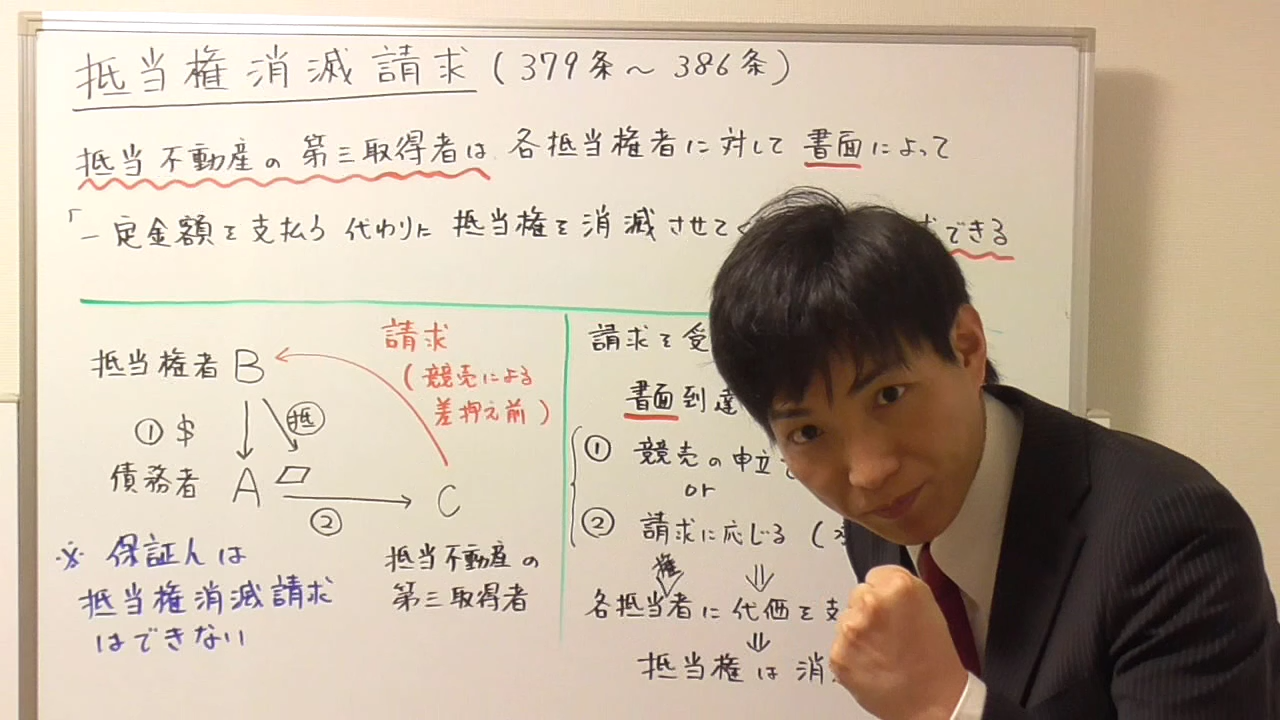 抵当権消滅請求(379条～386条)
抵当不動産の第三取得者は各抵当権者に対して書面によって
「一定金額を支払う代わりに抵当権を消滅させてく できる
請求
(競売による
差押え前)
抵当権者 B
① $ 抵
債務者 A
②
C
抵当不動産の
第三取得者
※保証人は
抵当権消滅請求
はできない
請求を受
書面到達
① 競売の申立
or
② 請求に応じる(
権
各抵当者に代価を支
抵当権は消